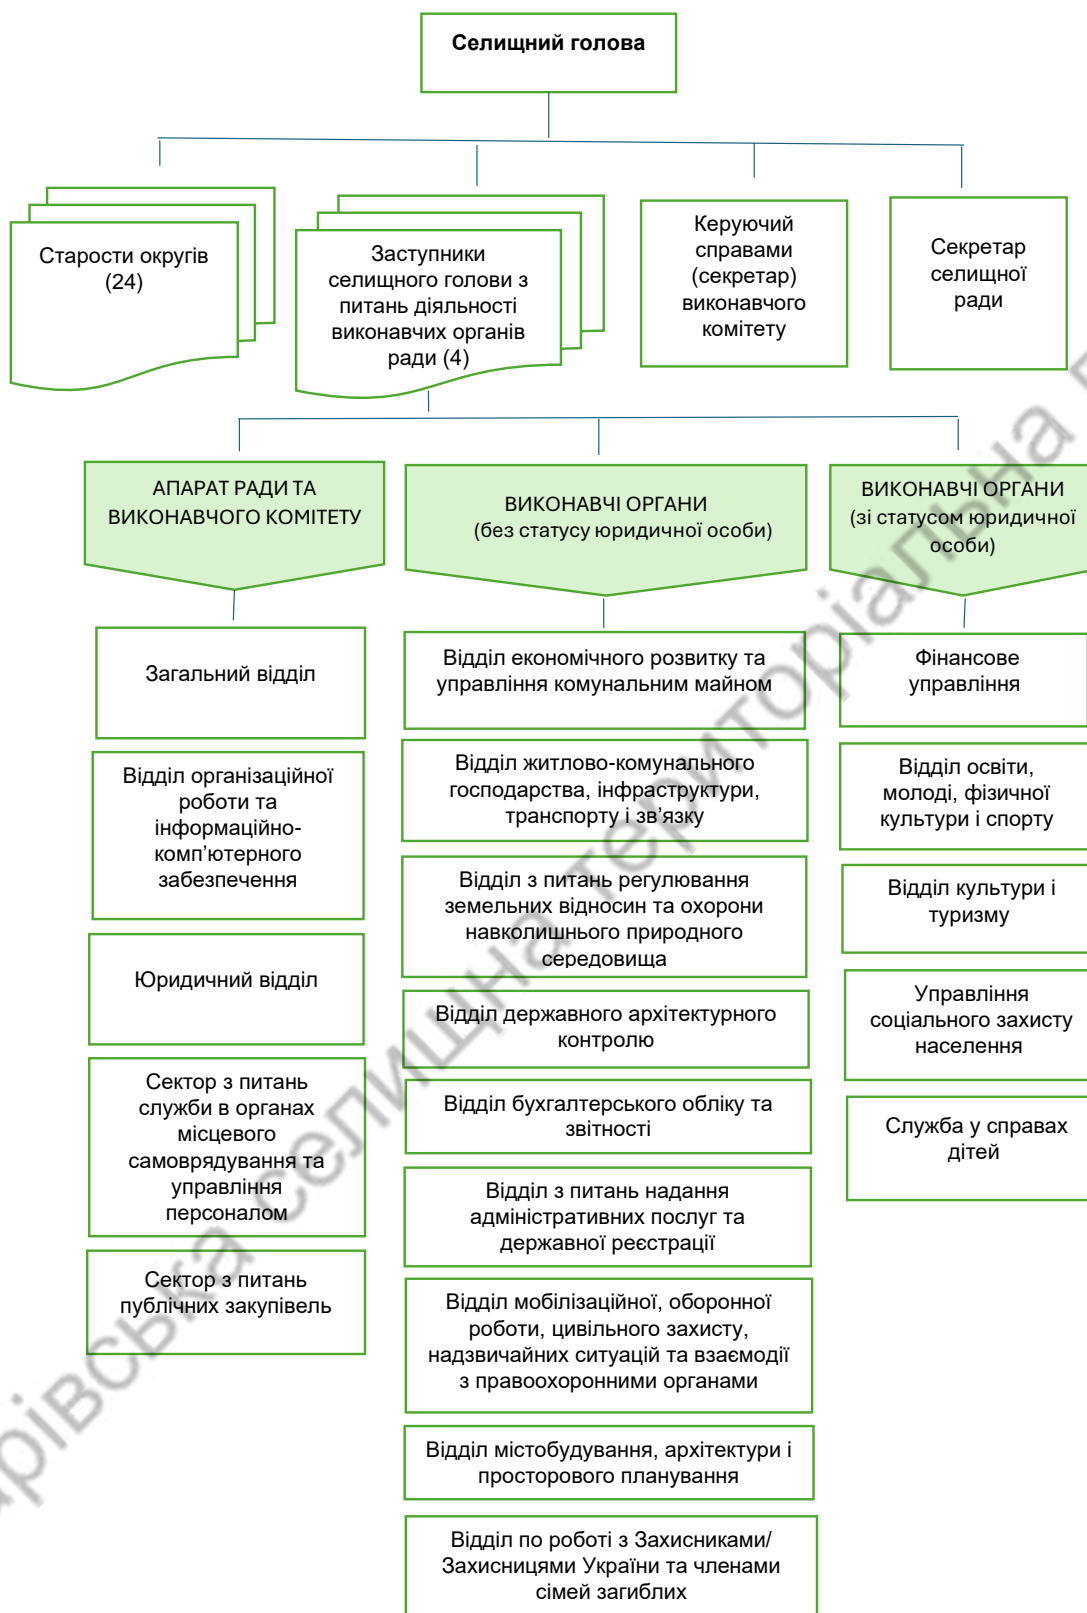 Селищний голова
Старости округів
(24)
Заступники
селищного голови з
питань діяльності
виконавчих органів
ради (4)
Керуючий
справами
(секретар)
виконавчого
комітету
Секретар
селищної
ради
АПАРАТ РАДИ ТА
ВИКОНАВЧОГО КОМІТЕТУ
ВИКОНАВЧІ ОРГАНИ
(без статусу юридичної особи)
ВИКОНАВЧІ ОРГАНИ
(зі статусом юридичної
особи)
Загальний відділ
Відділ організаційної
роботи та
інформаційно-
комп’ютерного
забезпечення
Юридичний відділ
Сектор з питань
служби в органах
місцевого
самоврядування та
управління
персоналом
Сектор з питань
публічних закупівель
Відділ економічного розвитку та
управління комунальним майном
Відділ житлово-комунального
господарства, інфраструктури,
транспорту і зв’язку
Відділ з питань регулювання
земельних відносин та охорони
навколишнього природного
середовища
Відділ державного архітектурного
контролю
Відділ бухгалтерського обліку та
звітності
Відділ з питань надання
адміністративних послуг та
державної реєстрації
Відділ мобілізаційної, оборонної
роботи, цивільного захисту,
надзвичайних ситуацій та взаємодії
з правоохоронними органами
Відділ містобудування, архітектури і
просторового планування
Відділ по роботі з Захисниками/
Захисницями України та членами
сімей загиблих
Фінансове
управління
Відділ освіти,
молоді, фізичної
культури і спорту
Відділ культури і
туризму
Управління
соціального захисту
населення
Служба у справах
дітей
селищна територіальна